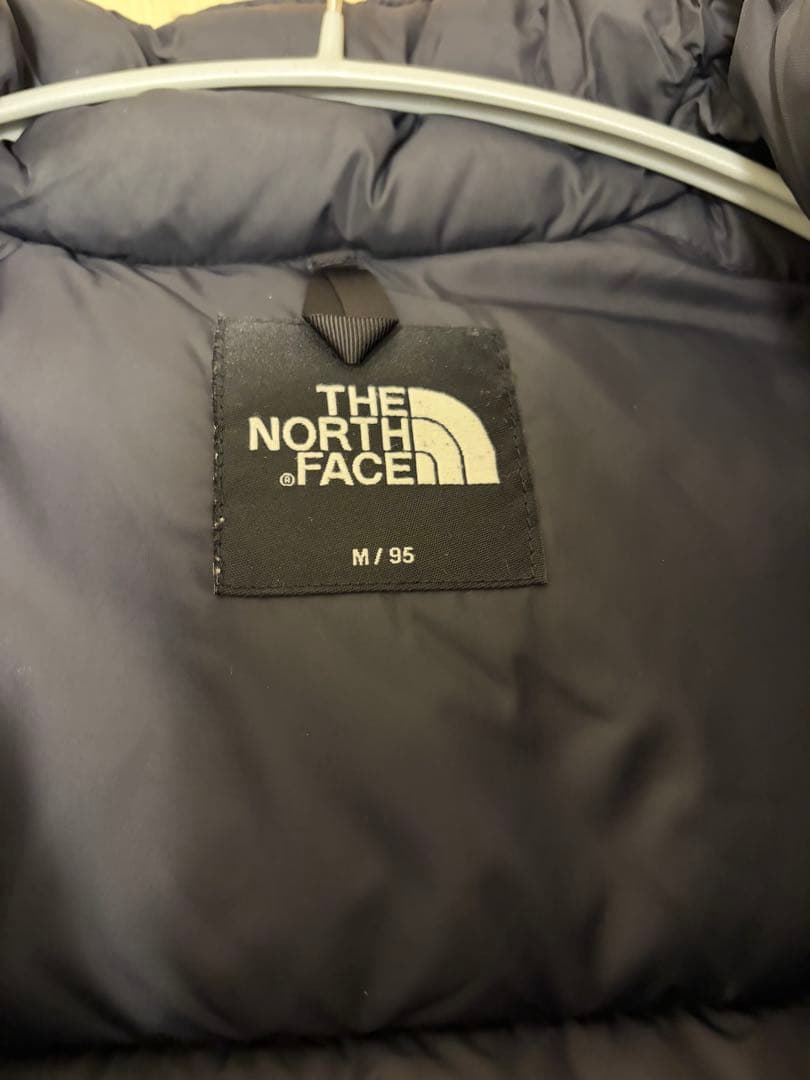 THE
NORTH
®FACE
M / 95